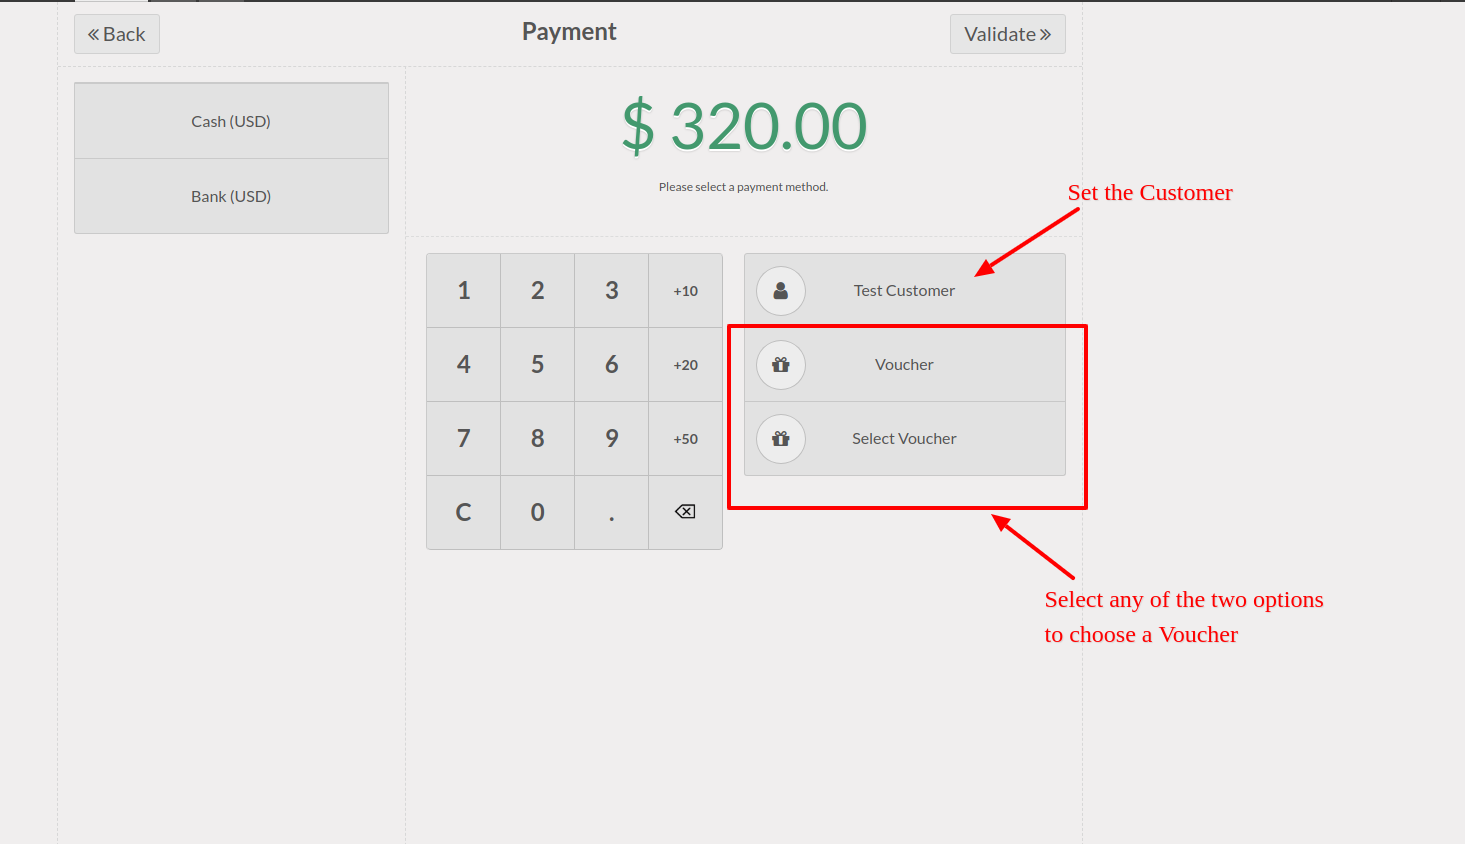 « Back
Payment
Validate »
Cash (USD)
Bank (USD)
$ 320.00
Please select a payment method.
Set the Customer
1 2 3 +10
Test Customer
4 5 6 +20
Voucher
7 8 9 +50
Select Voucher
C 0 .
Select any of the two options
to choose a Voucher